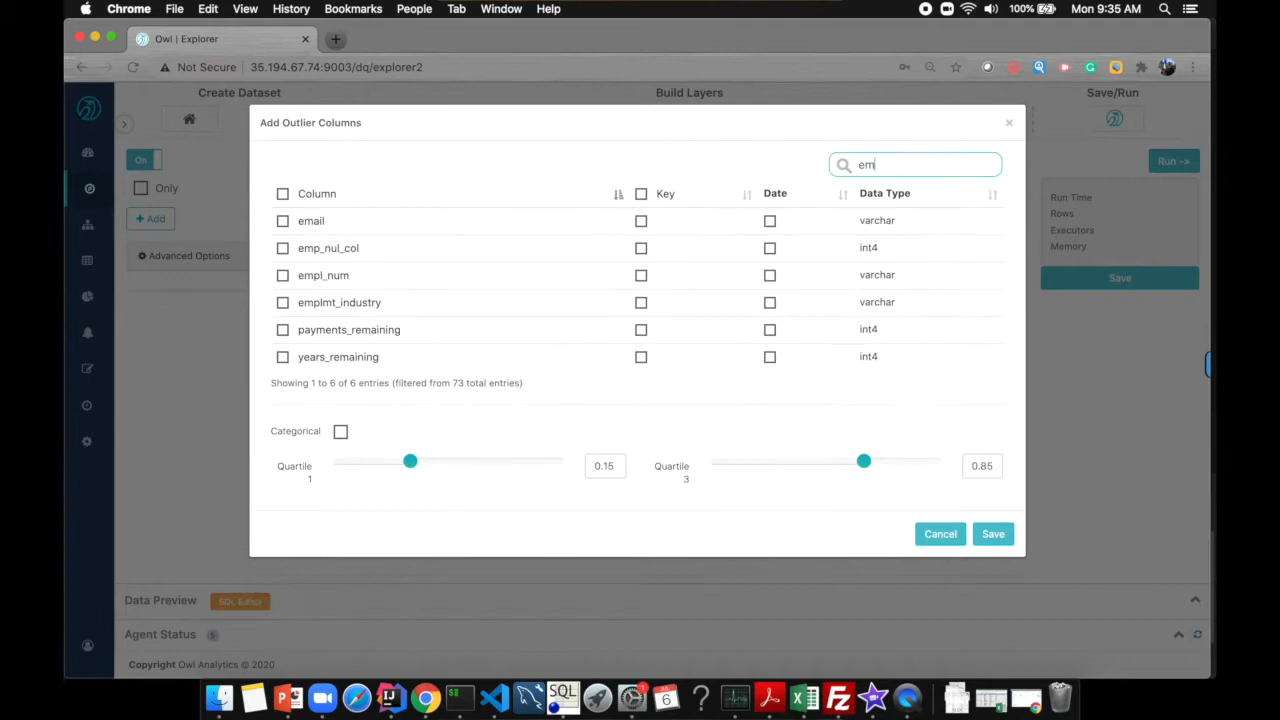 Chrome File Edit View History Bookmarks People Tab Window Help 100% Mon 9:35 AM
Owl | Explorer
Not Secure 35.194.67.74:9003/dq/explorer2
Create Dataset Build Layers Save/Run
Add Outlier Columns
em
On
Run ->
Only
Column Key Date Data Type
Run Time
Rows
Executors
Memory
+ Add
email varchar
emp_nul_col int4
Advanced Options
empl_num varchar
Save
emplmt_industry varchar
payments_remaining int4
years_remaining int4
Showing 1 to 6 of 6 entries (filtered from 73 total entries)
Categorical
Quartile 1 0.15 Quartile 3 0.85
Cancel Save
Data Preview SQL Editor
Agent Status 5
Copyright Owl Analytics © 2020
SQL
6